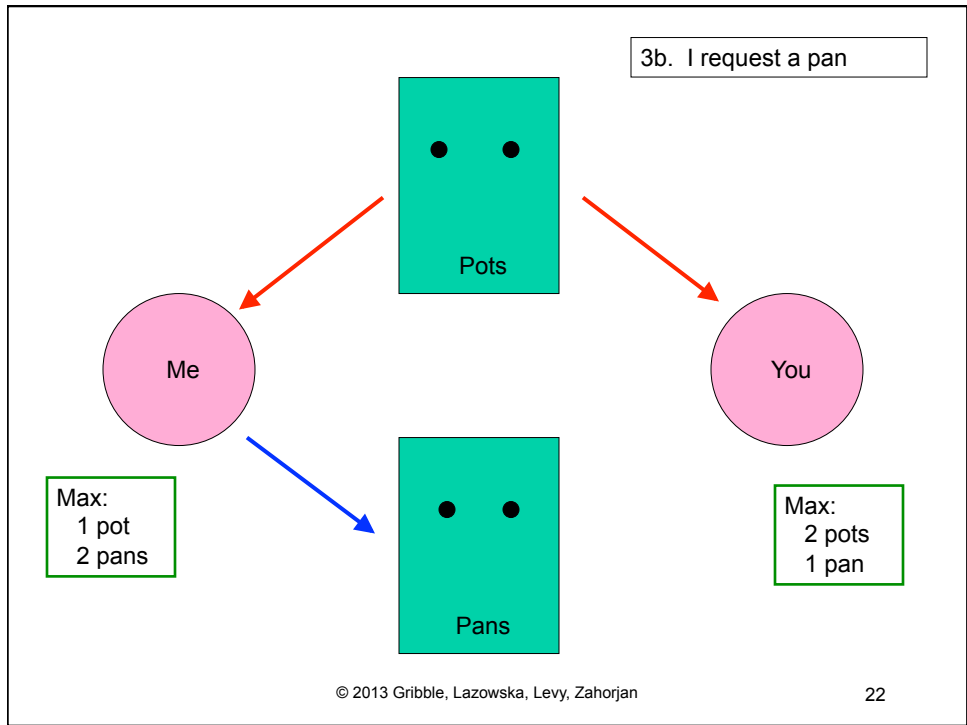 3b. I request a pan
Pots
Me
You
Max:
1 pot
2 pans
Max:
2 pots
1 pan
Pans
© 2013 Gribble, Lazowska, Levy, Zahorjan
22